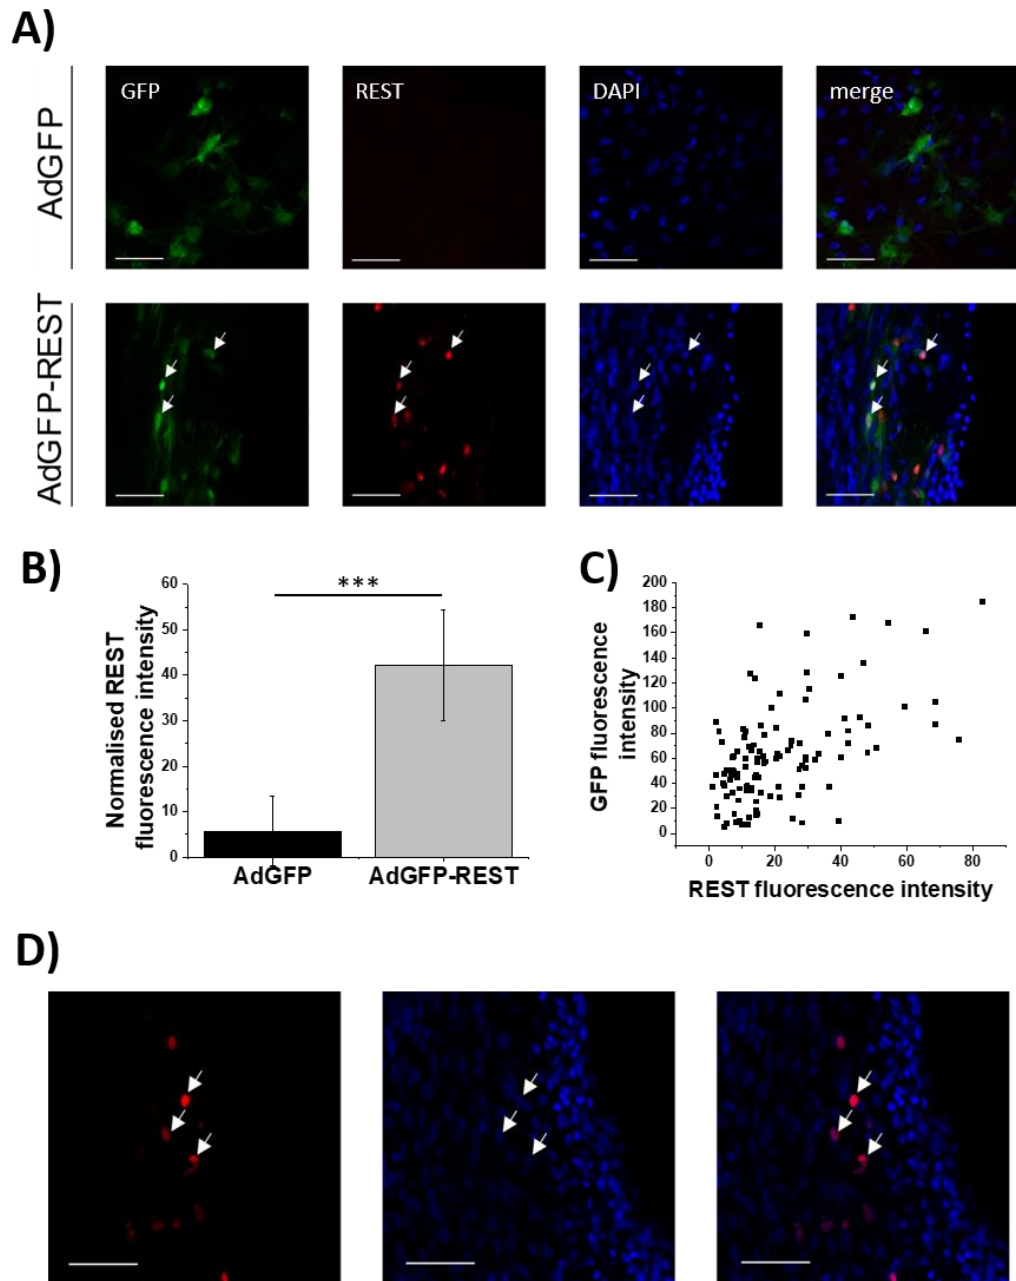 A)
AdGFP
GFP
REST
DAPI
merge
AdGFP-REST
B)
Normalised REST
fluorescence intensity
60
50
40
30
20
10
0
***
AdGFP
AdGFP-REST
C)
GFP fluorescence
intensity
200
180
160
140
120
100
80
60
40
20
0
0
20
40
60
80
REST fluorescence intensity
D)